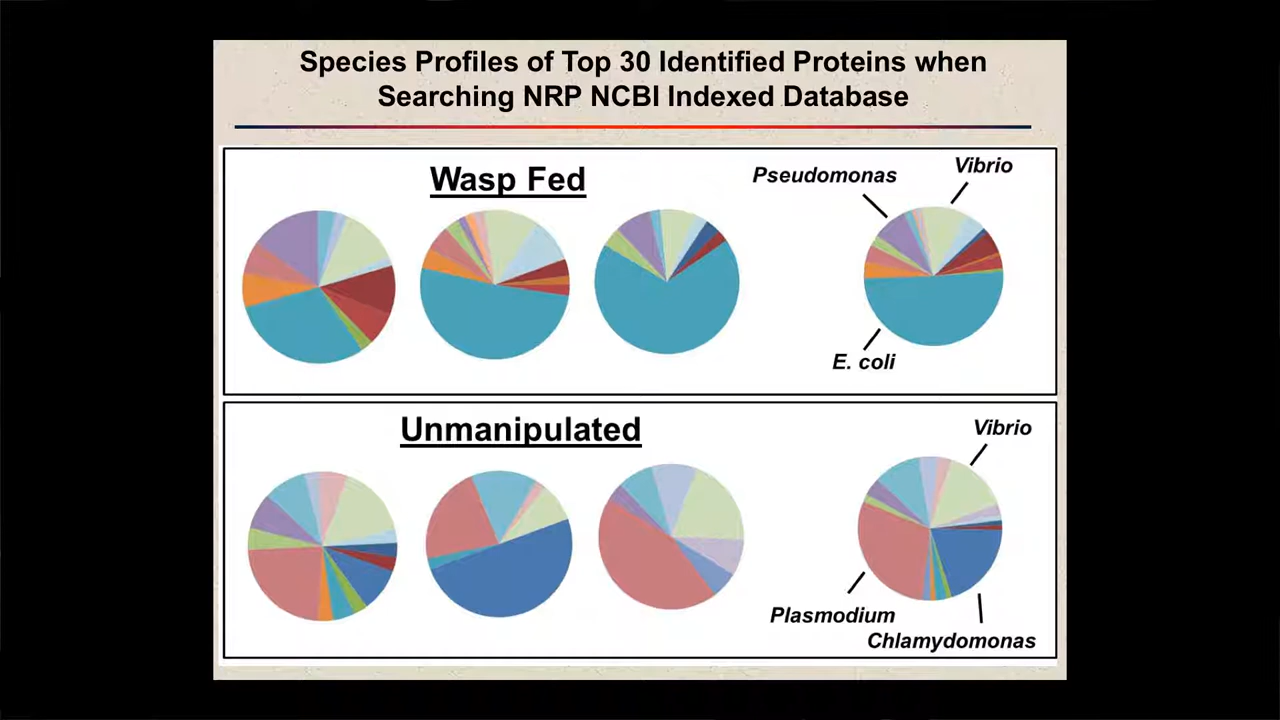 Species Profiles of Top 30 Identified Proteins when
Searching NRP NCBI Indexed Database
Wasp Fed
Pseudomonas
Vibrio
E. coli
Unmanipulated
Vibrio
Plasmodium
Chlamydomonas